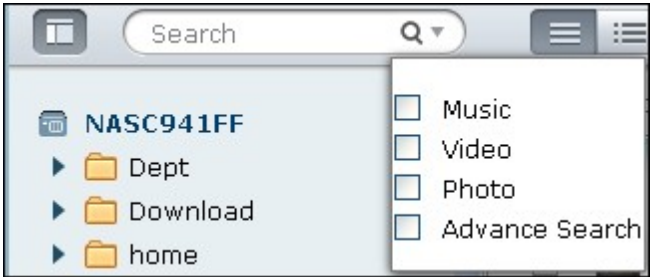 Search
NASC941FF
Dept
Download
home
Music
Video
Photo
Advance Search